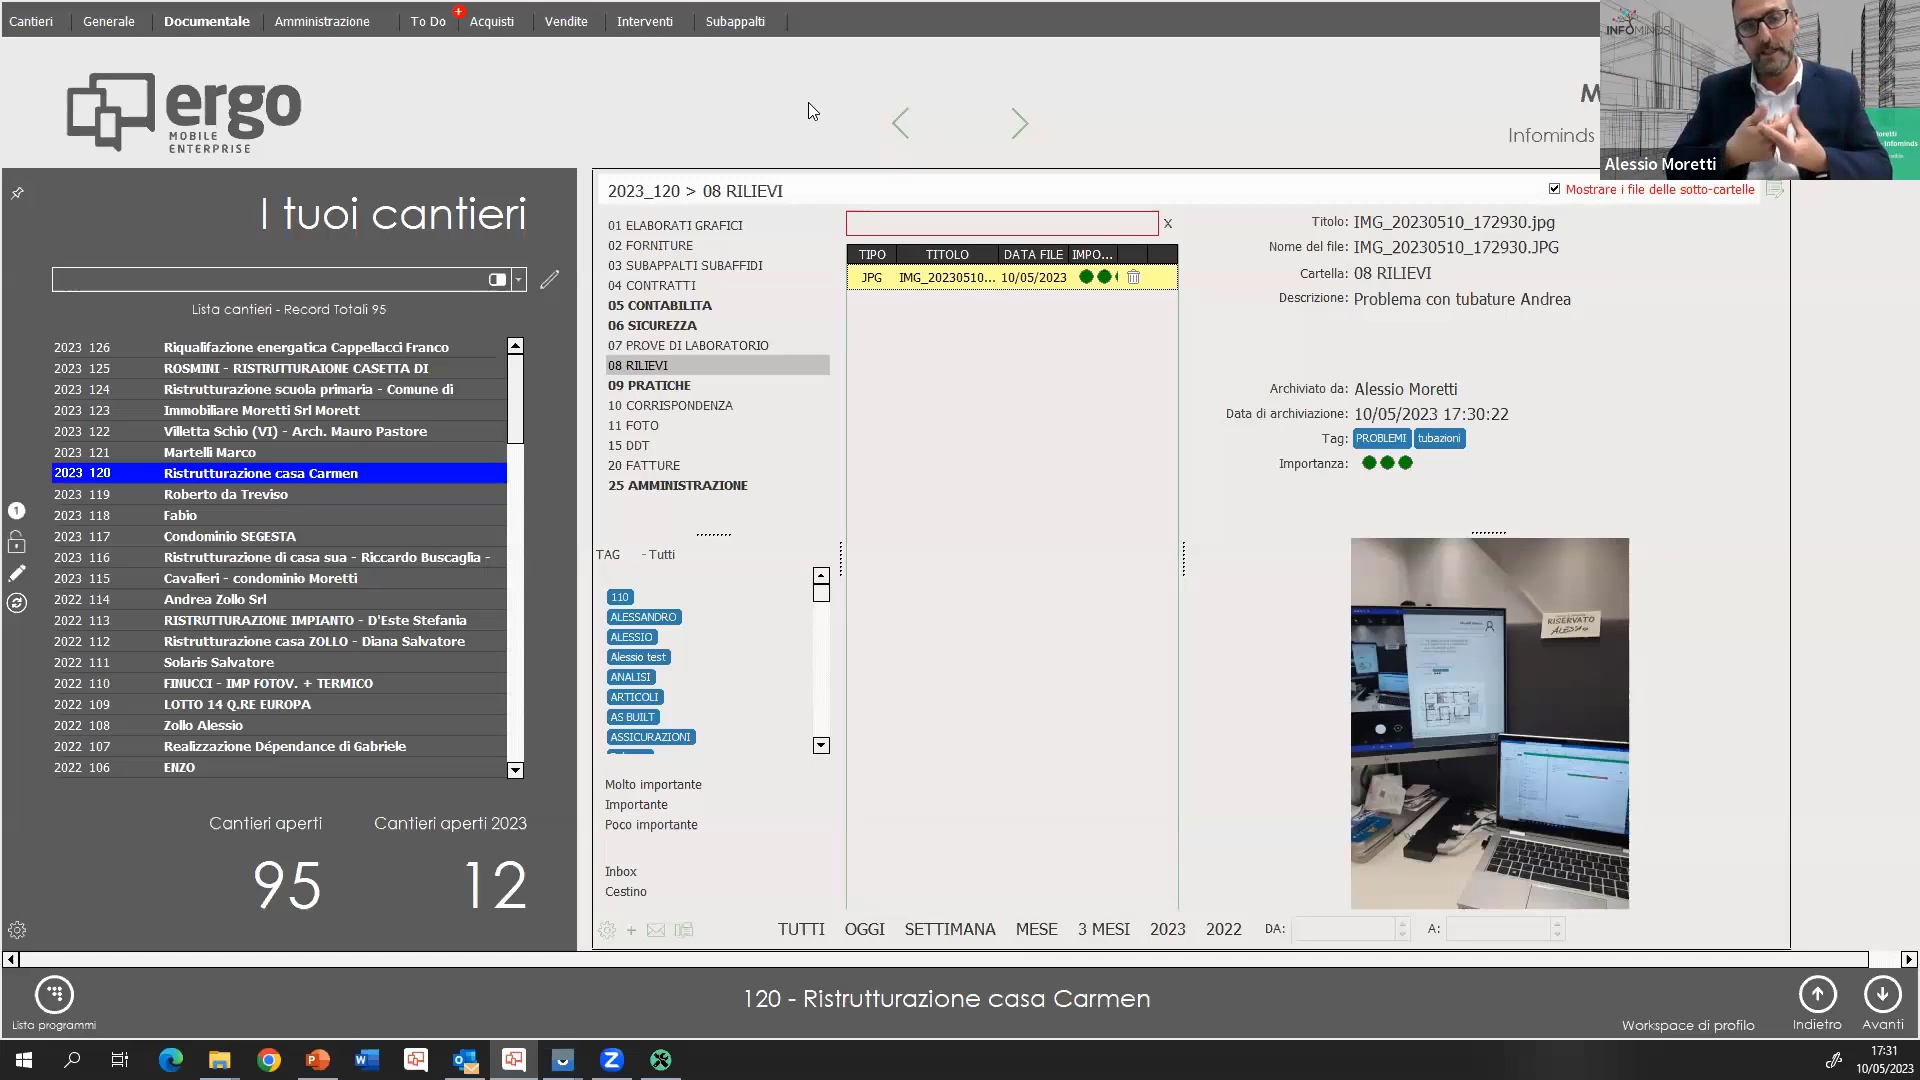 Cantieri Generale Documentale Amministrazione To Do Acquisti Vendite Interventi Subappalti
INFOMINDS
ergo
MOBILE
ENTERPRISE
M
Infominds
Alessio Moretti
I tuoi cantieri
Lista cantieri - Record Totali 95
2023 126 Riqualifazione energatica Cappellacci Franco
2023 125 ROSMINI - RISTRUTTURAIONE CASETTA DI
2023 124 Ristrutturazione scuola primaria - Comune di
2023 123 Immobiliare Moretti Srl Morett
2023 122 Villetta Schio (VI) - Arch. Mauro Pastore
2023 121 Martelli Marco
2023 120 Ristrutturazione casa Carmen
2023 119 Roberto da Treviso
2023 118 Fabio
2023 117 Condominio SEGESTA
2023 116 Ristrutturazione di casa sua - Riccardo Buscaglia -
2023 115 Cavalieri - condominio Moretti
2022 114 Andrea Zollo Srl
2022 113 RISTRUTTURAZIONE IMPIANTO - D'Este Stefania
2022 112 Ristrutturazione casa ZOLLO - Diana Salvatore
2022 111 Solaris Salvatore
2022 110 FINUCCI - IMP FOTOV. + TERMICO
2022 109 LOTTO 14 Q.RE EUROPA
2022 108 Zollo Alessio
2022 107 Realizzazione Dépendance di Gabriele
2022 106 ENZO
Cantieri aperti Cantieri aperti 2023
95 12
2023_120 > 08 RILIEVI
Mostrare i file delle sotto-cartelle
01 ELABORATI GRAFICI
02 FORNITURE
03 SUBAPPALTI SUBAFFIDI
04 CONTRATTI
05 CONTABILITA
06 SICUREZZA
07 PROVE DI LABORATORIO
08 RILIEVI
09 PRATICHE
10 CORRISPONDENZA
11 FOTO
15 DDT
20 FATTURE
25 AMMINISTRAZIONE
TAG - Tutti
110
ALESSANDRO
ALESSIO
Alessio test
ANALISI
ARTICOLI
AS BUILT
ASSICURAZIONI
Molto importante
Importante
Poco importante
Inbox
Cestino
X
TIPO TITOLO DATA FILE IMPO...
JPG IMG_20230510... 10/05/2023
Titolo: IMG_20230510_172930.jpg
Nome del file: IMG_20230510_172930.JPG
Cartella: 08 RILIEVI
Descrizione: Problema con tubature Andrea
Archiviato da: Alessio Moretti
Data di archiviazione: 10/05/2023 17:30:22
Tag: PROBLEMI tubazioni
Importanza:
RISERVATO
ALESSIO
TUTTI OGGI SETTIMANA MESE 3 MESI 2023 2022 DA: A:
Lista programmi
120 - Ristrutturazione casa Carmen
Workspace di profilo
Indietro
Avanti
17:31
10/05/2023